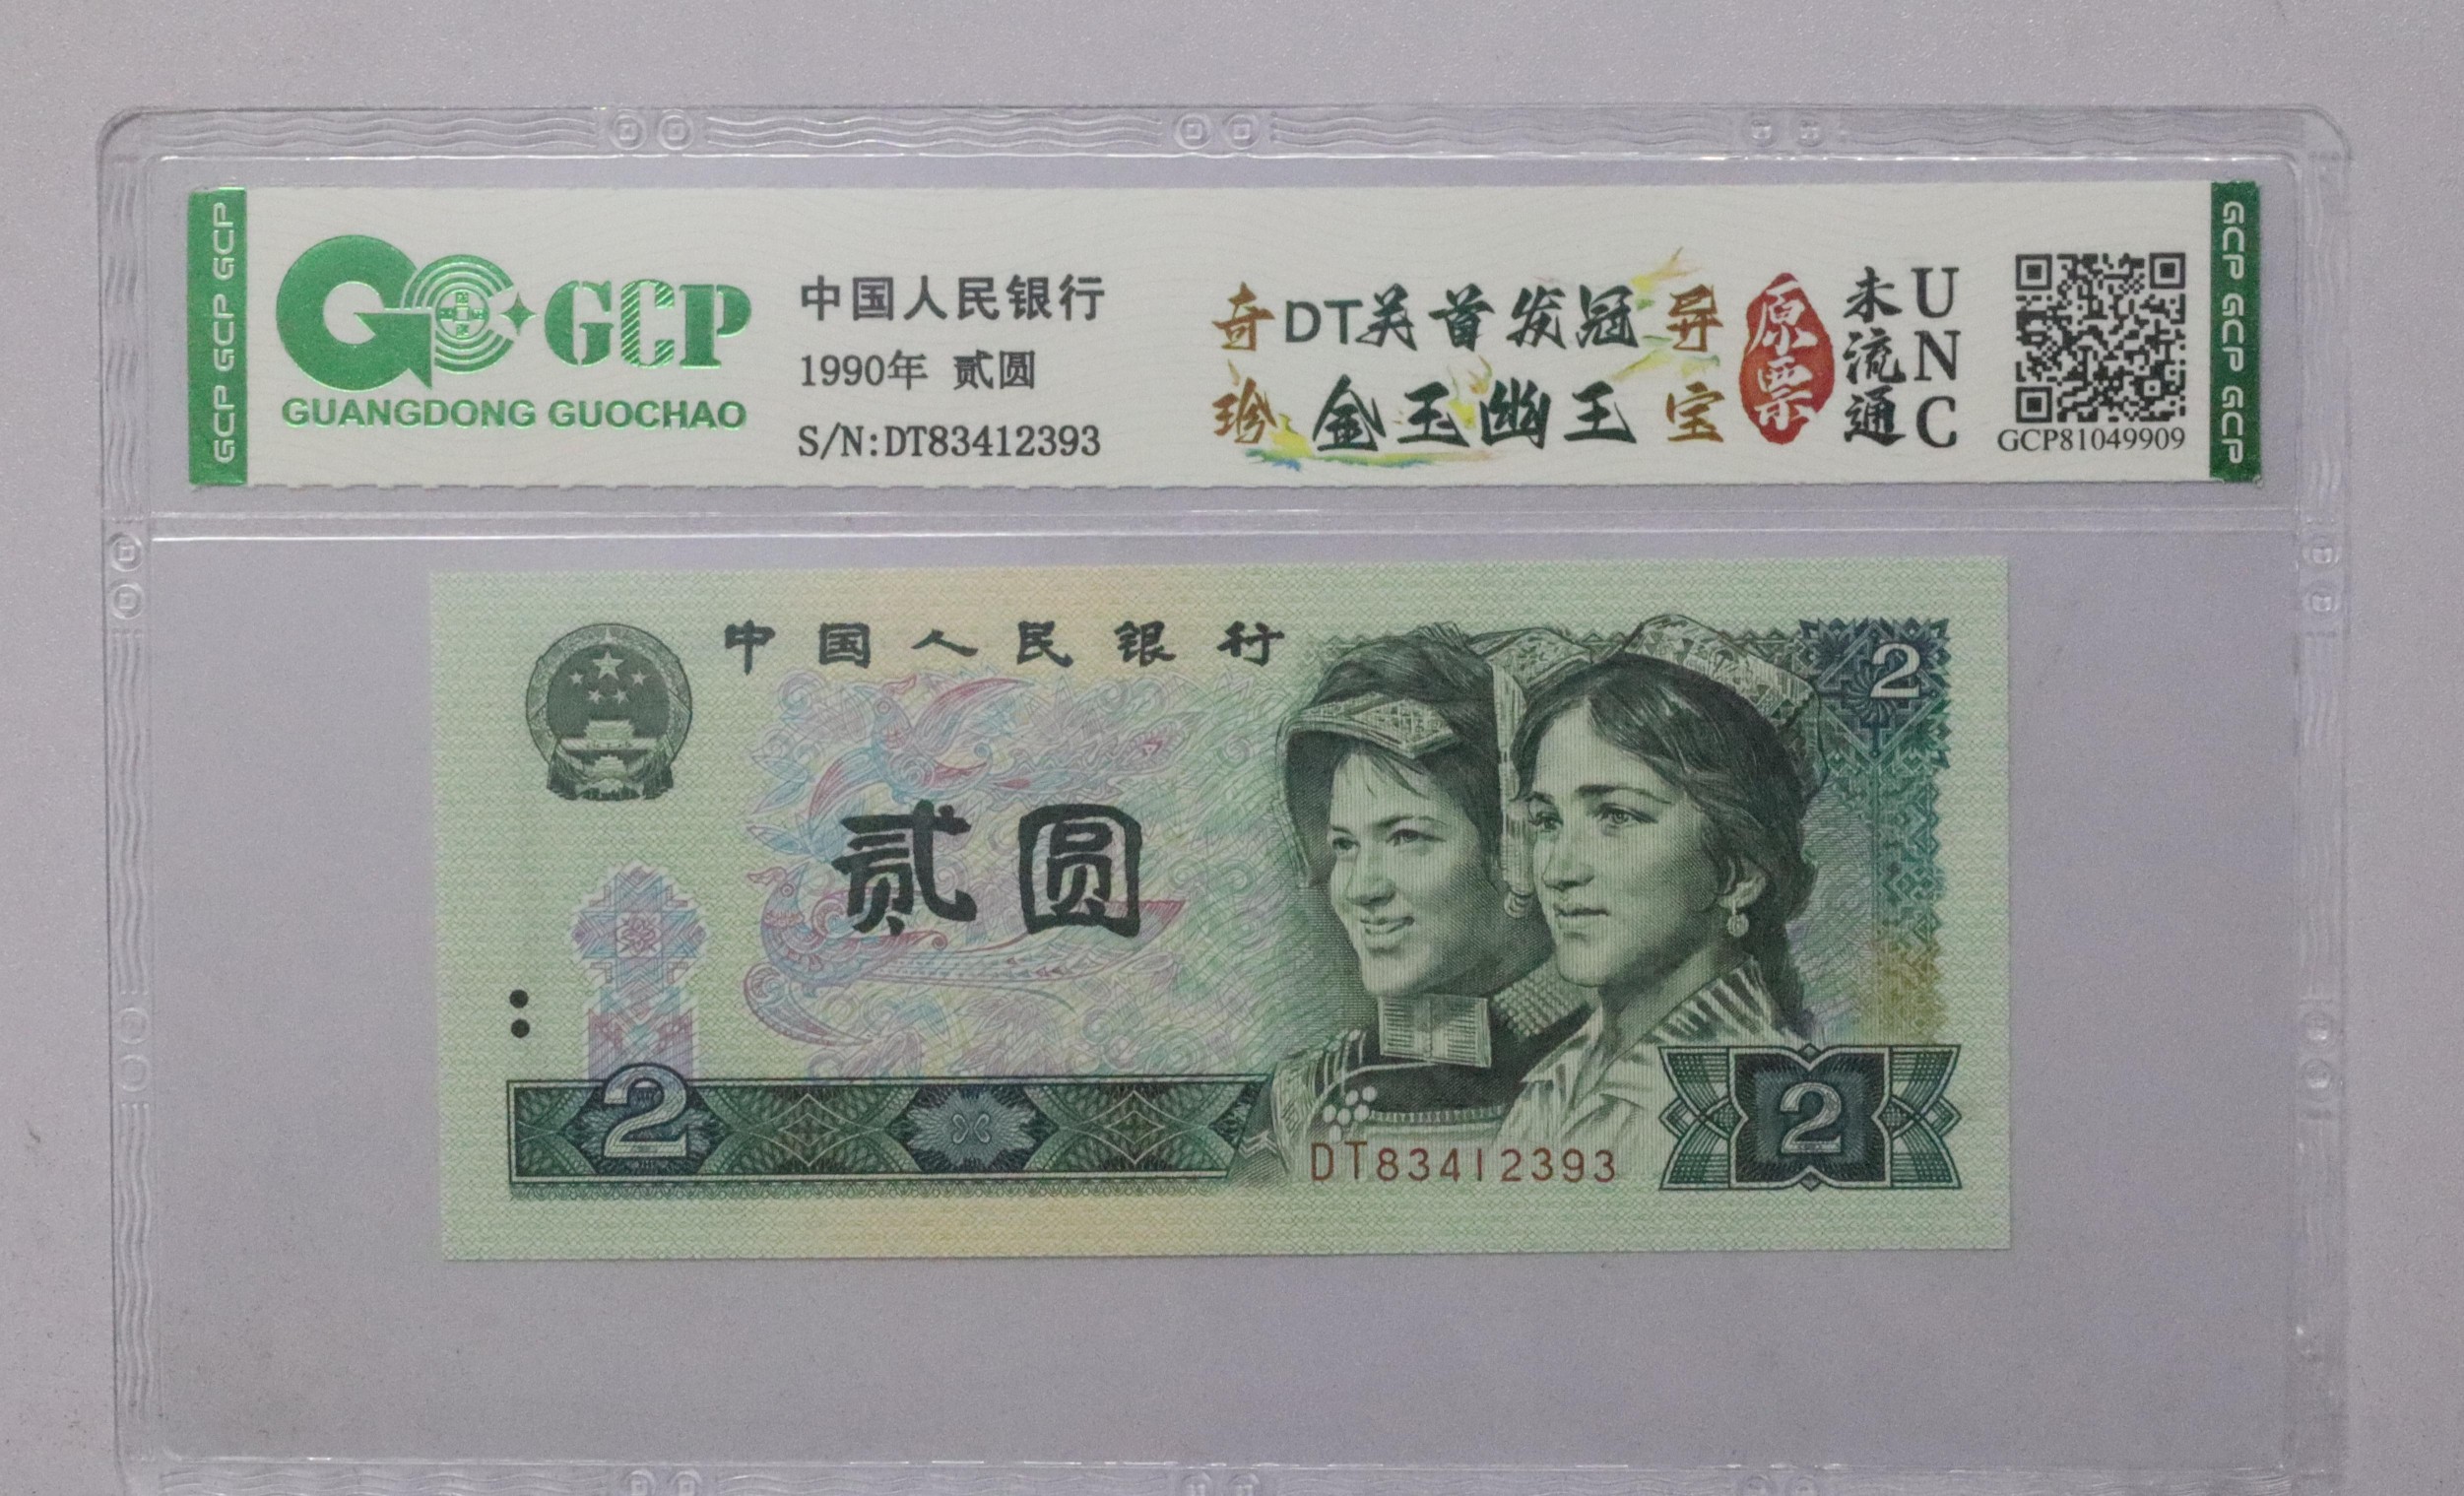 GCP GCP GCP
GCP
GUANGDONG GUOCHAO
中国人民银行
1990年 贰圆
S/N:DT83412393
奇DT关首发冠异
珍金玉幽王宝
原票
未流通
UNC
GCP81049909
GCP GCP GCP
中国人民银行
2
贰圆
2
DT83412393
2